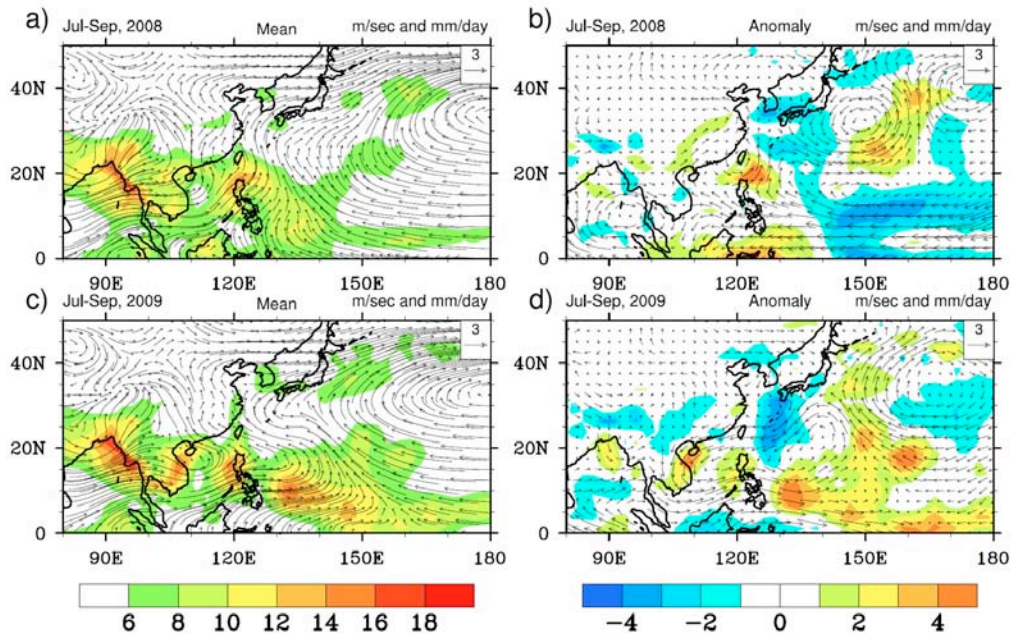 a) Jul-Sep, 2008 Mean m/sec and mm/day
3
40N
20N
0
90E 120E 150E 180
b) Jul-Sep, 2008 Anomaly m/sec and mm/day
3
40N
20N
0
90E 120E 150E 180
c) Jul-Sep, 2009 Mean m/sec and mm/day
3
40N
20N
0
90E 120E 150E 180
d) Jul-Sep, 2009 Anomaly m/sec and mm/day
3
40N
20N
0
90E 120E 150E 180
6 8 10 12 14 16 18
-4 -2 0 2 4